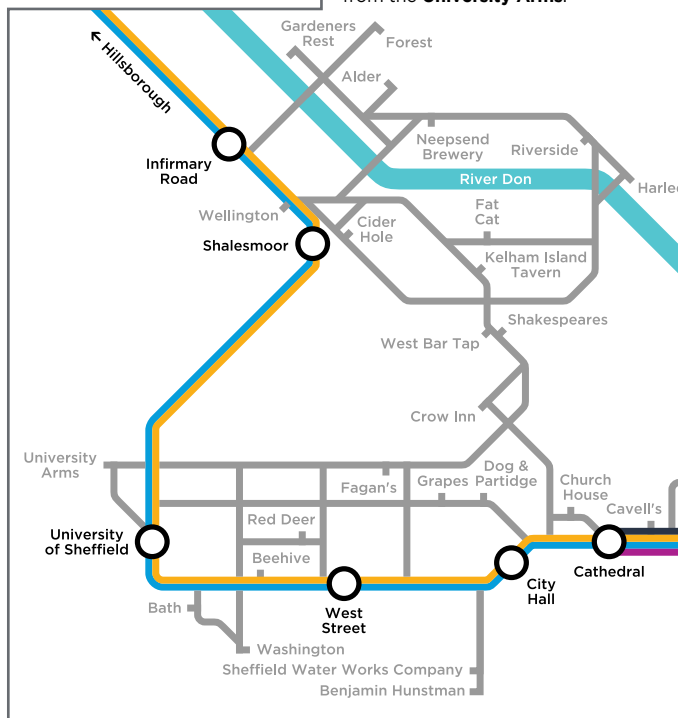 from the University Arms.
Gardeners
Rest
Forest
Hillsborough
Alder
Infirmary
Road
Neepsend
Brewery
Riverside
River Don
Wellington
Cider
Hole
Fat
Cat
Shalesmoor
Kelham Island
Tavern
Shakespeares
West Bar Tap
Crow Inn
University
Arms
Fagan's
Grapes
Dog &
Partidge
Church
House
Cavell's
Red Deer
University
of Sheffield
Beehive
Cathedral
City
Hall
Bath
West
Street
Washington
Sheffield Water Works Company
Benjamin Hunstman